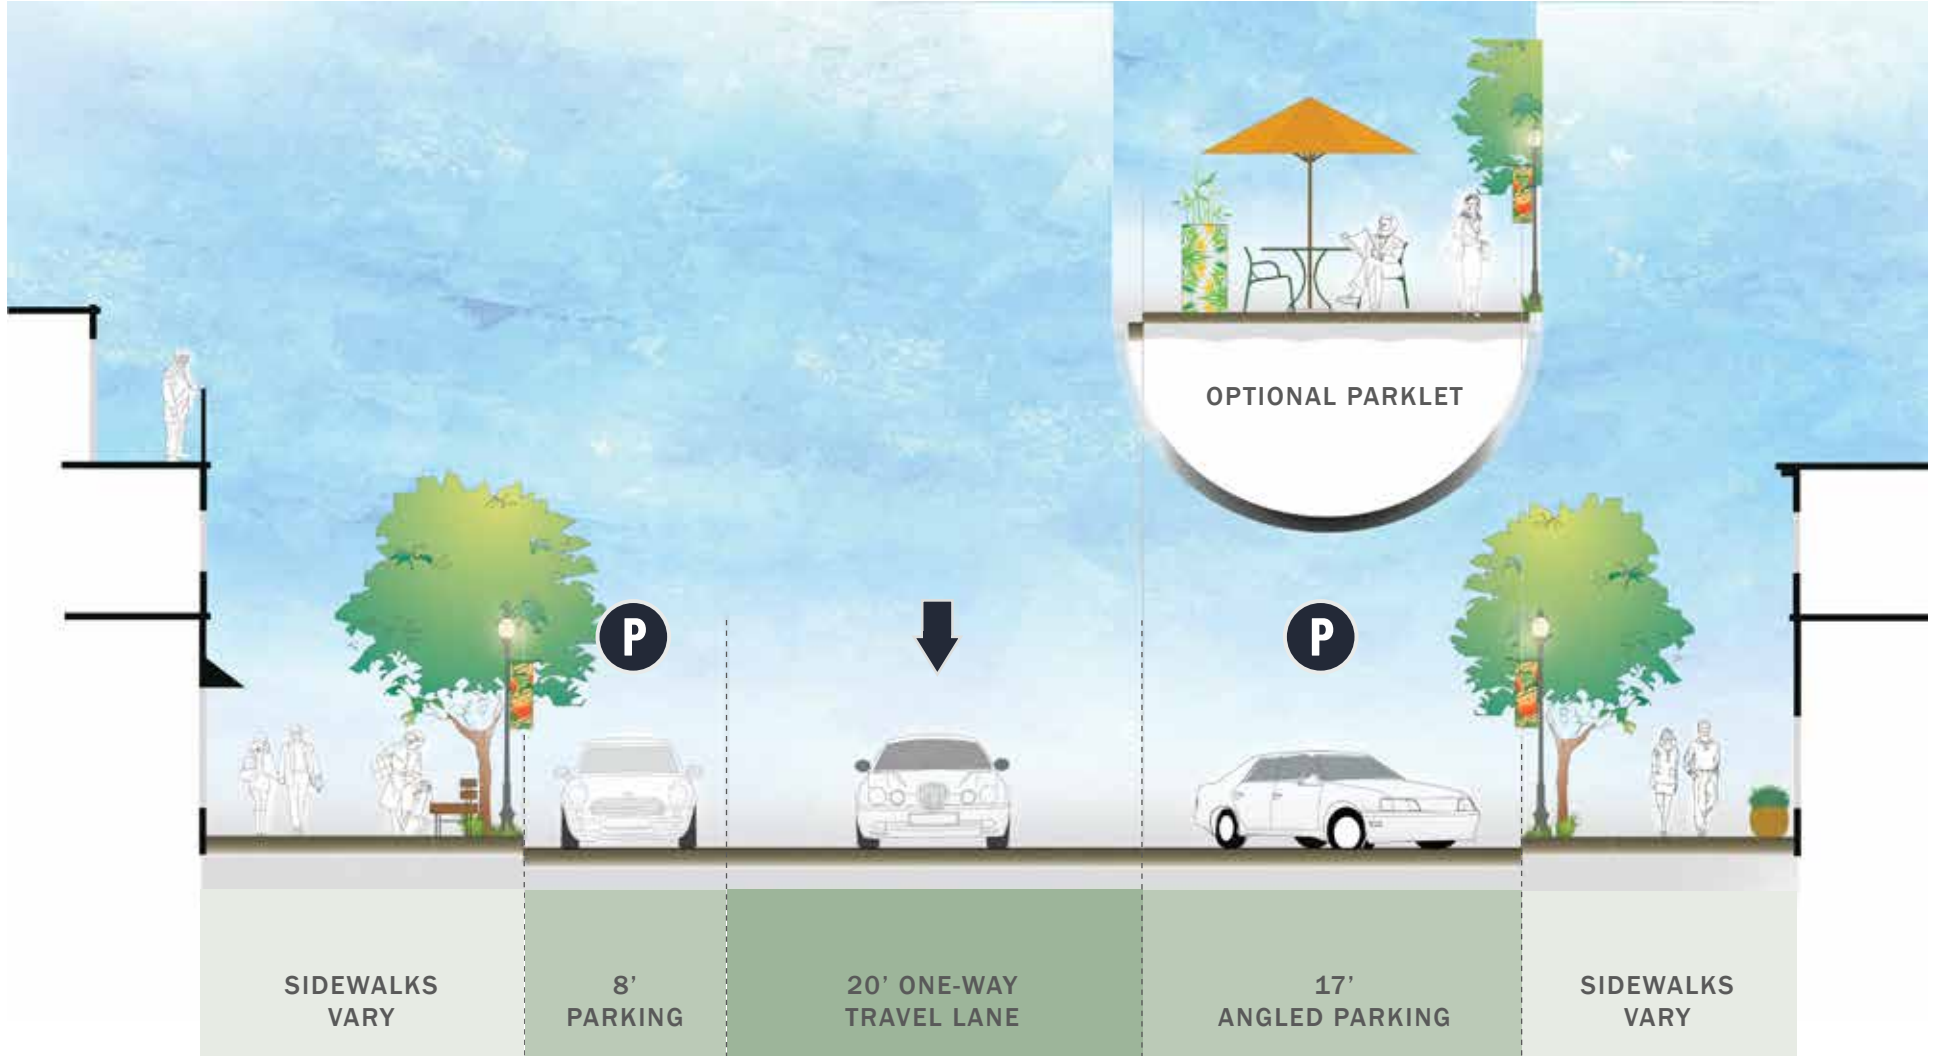 OPTIONAL PARKLET
P
P
SIDEWALKS
VARY
8’
PARKING
20’ ONE-WAY
TRAVEL LANE
17’
ANGLED PARKING
SIDEWALKS
VARY